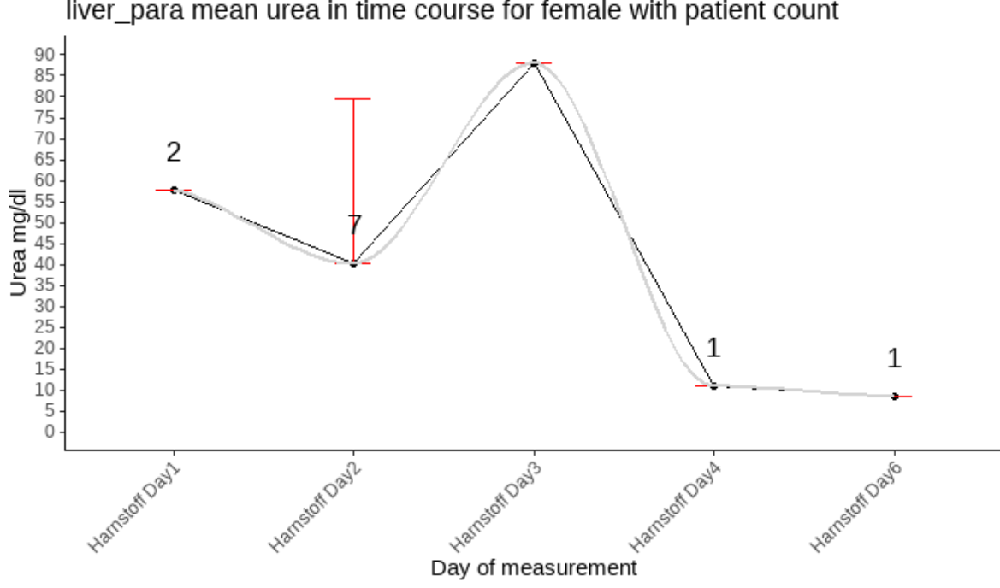 liver_para mean urea in time course for female with patient count
Urea mg/dl
90
85
80
75
70
65
60
55
50
45
40
35
30
25
20
15
10
5
0
2
7
1
1
Harnstoff Day1
Harnstoff Day2
Harnstoff Day3
Harnstoff Day4
Harnstoff Day6
Day of measurement